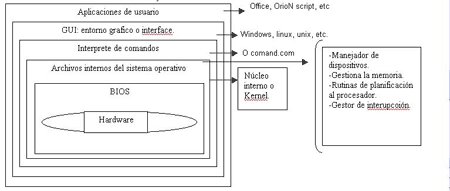 Aplicaciones de usuario
Office, OrioN script, etc
GUI: entorno grafico o interface.
Windows, linux, unix, etc.
Interprete de comandos
O comand.com
Archivos internos del sistema operativo
BIOS
Hardware
Núcleo
interno o
Kernel.
-Manejador de
dispositivos.
-Gestiona la memoria.
-Rutinas de planificación
al procesador.
-Gestor de interupcoión.